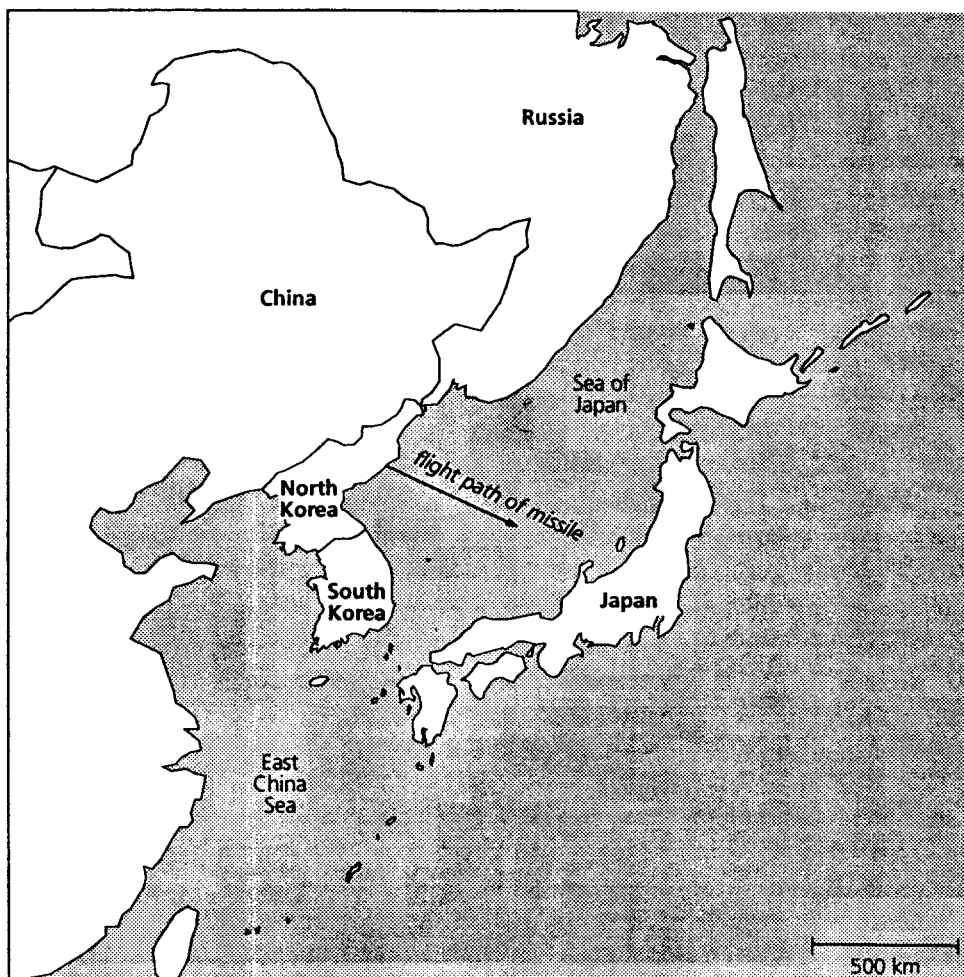 Russia
China
Sea of
Japan
flight path of missile
North
Korea
South
Korea
Japan
East
China
Sea
500 km